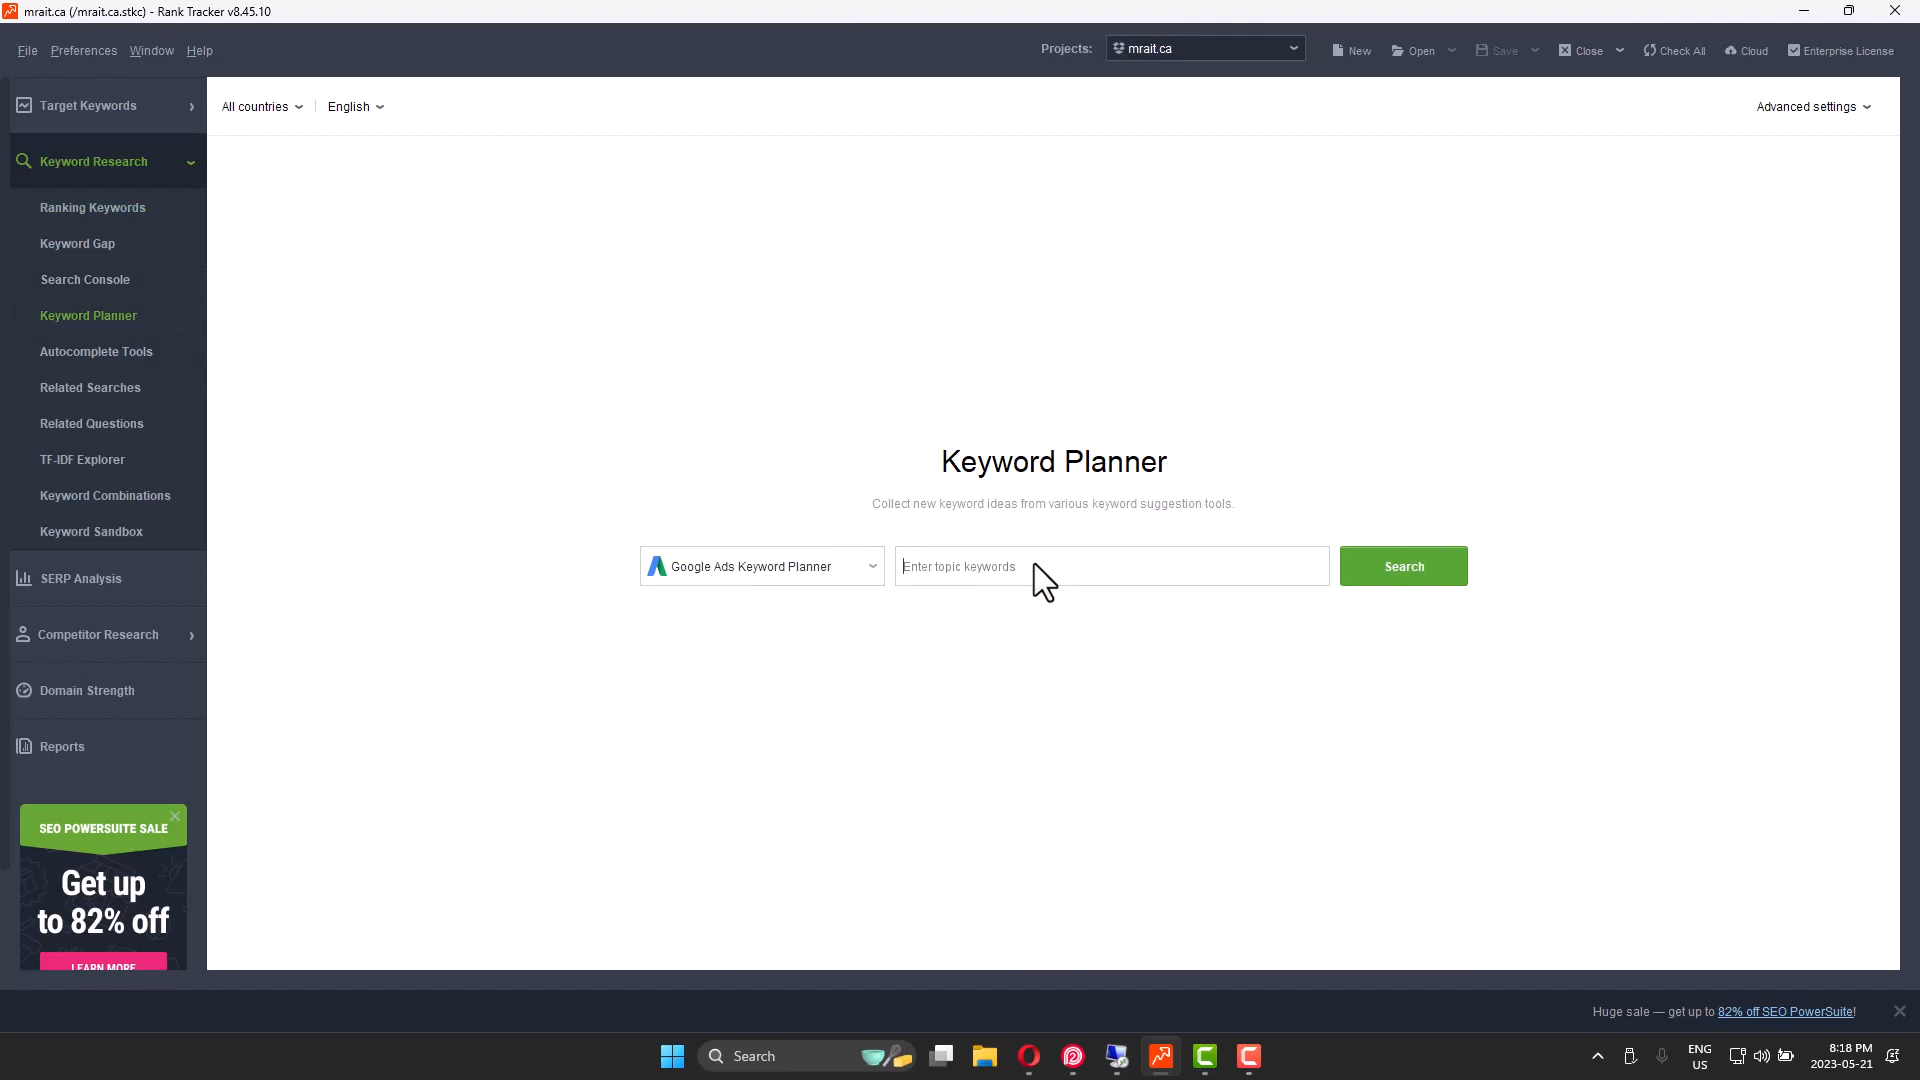 mrait.ca (/mrait.ca.stkc) - Rank Tracker v8.45.10
File Preferences Window Help
Projects: mrait.ca New Open Save Close Check All Cloud Enterprise License
Target Keywords
All countries English Advanced settings
Keyword Research
Ranking Keywords
Keyword Gap
Search Console
Keyword Planner
Autocomplete Tools
Related Searches
Related Questions
TF-IDF Explorer
Keyword Combinations
Keyword Sandbox
SERP Analysis
Competitor Research
Domain Strength
Reports
Keyword Planner
Collect new keyword ideas from various keyword suggestion tools.
Google Ads Keyword Planner Enter topic keywords Search
SEO POWERSUITE SALE
Get up
to 82% off
LEARN MORE
Huge sale — get up to 82% off SEO PowerSuite!
Search
ENG
US
8:18 PM
2023-05-21